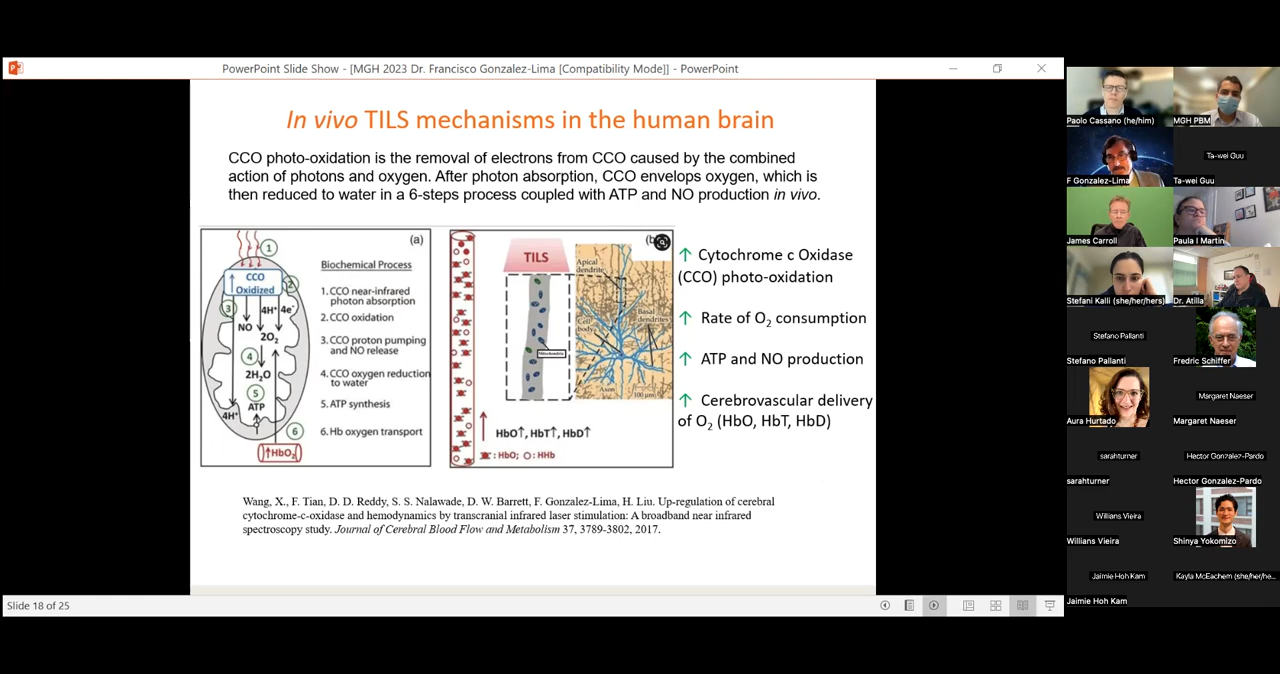 PowerPoint Slide Show - [MGH 2023 Dr. Francisco Gonzalez-Lima [Compatibility Mode]] - PowerPoint
In vivo TILS mechanisms in the human brain
CCO photo-oxidation is the removal of electrons from CCO caused by the combined
action of photons and oxygen. After photon absorption, CCO envelops oxygen, which is
then reduced to water in a 6-steps process coupled with ATP and NO production in vivo.
(a)
1
CCO
Oxidized
2
3
4H⁺
4e⁻
NO
2O₂
4
2H₂O
5
ATP
4H⁺
6
↑HbO₂
Biochemical Process
1. CCO near-infrared
photon absorption
2. CCO oxidation
3. CCO proton pumping
and NO release
4. CCO oxygen reduction
to water
5. ATP synthesis
6. Hb oxygen transport
(b
TILS
Apical
dendrite
Cell
body
Basal
dendrites
Mitochondria
Axon
100 µm
HbO↑, HbT↑, HbD↑
: HbO; : HHb
↑ Cytochrome c Oxidase
(CCO) photo-oxidation
↑ Rate of O₂ consumption
↑ ATP and NO production
↑ Cerebrovascular delivery
of O₂ (HbO, HbT, HbD)
Wang, X., F. Tian, D. D. Reddy, S. S. Nalawade, D. W. Barrett, F. Gonzalez-Lima, H. Liu. Up-regulation of cerebral
cytochrome-c-oxidase and hemodynamics by transcranial infrared laser stimulation: A broadband near infrared
spectroscopy study. Journal of Cerebral Blood Flow and Metabolism 37, 3789-3802, 2017.
Slide 18 of 25
Paolo Cassano (he/him)
MGH PBM
F Gonzalez-Lima
Ta-wei Guu
Ta-wei Guu
James Carroll
Paula I Martin
Stefani Kalli (she/her/hers)
Dr. Atilla
Stefano Pallanti
Stefano Pallanti
Fredric Schiffer
Aura Hurtado
Margaret Naeser
Margaret Naeser
sarahturner
sarahturner
Hector Gonzalez-Pardo
Hector Gonzalez-Pardo
Willians Vieira
Willians Vieira
Shinya Yokomizo
Jaimie Hoh Kam
Jaimie Hoh Kam
Kayla McEachern (she/her/he...